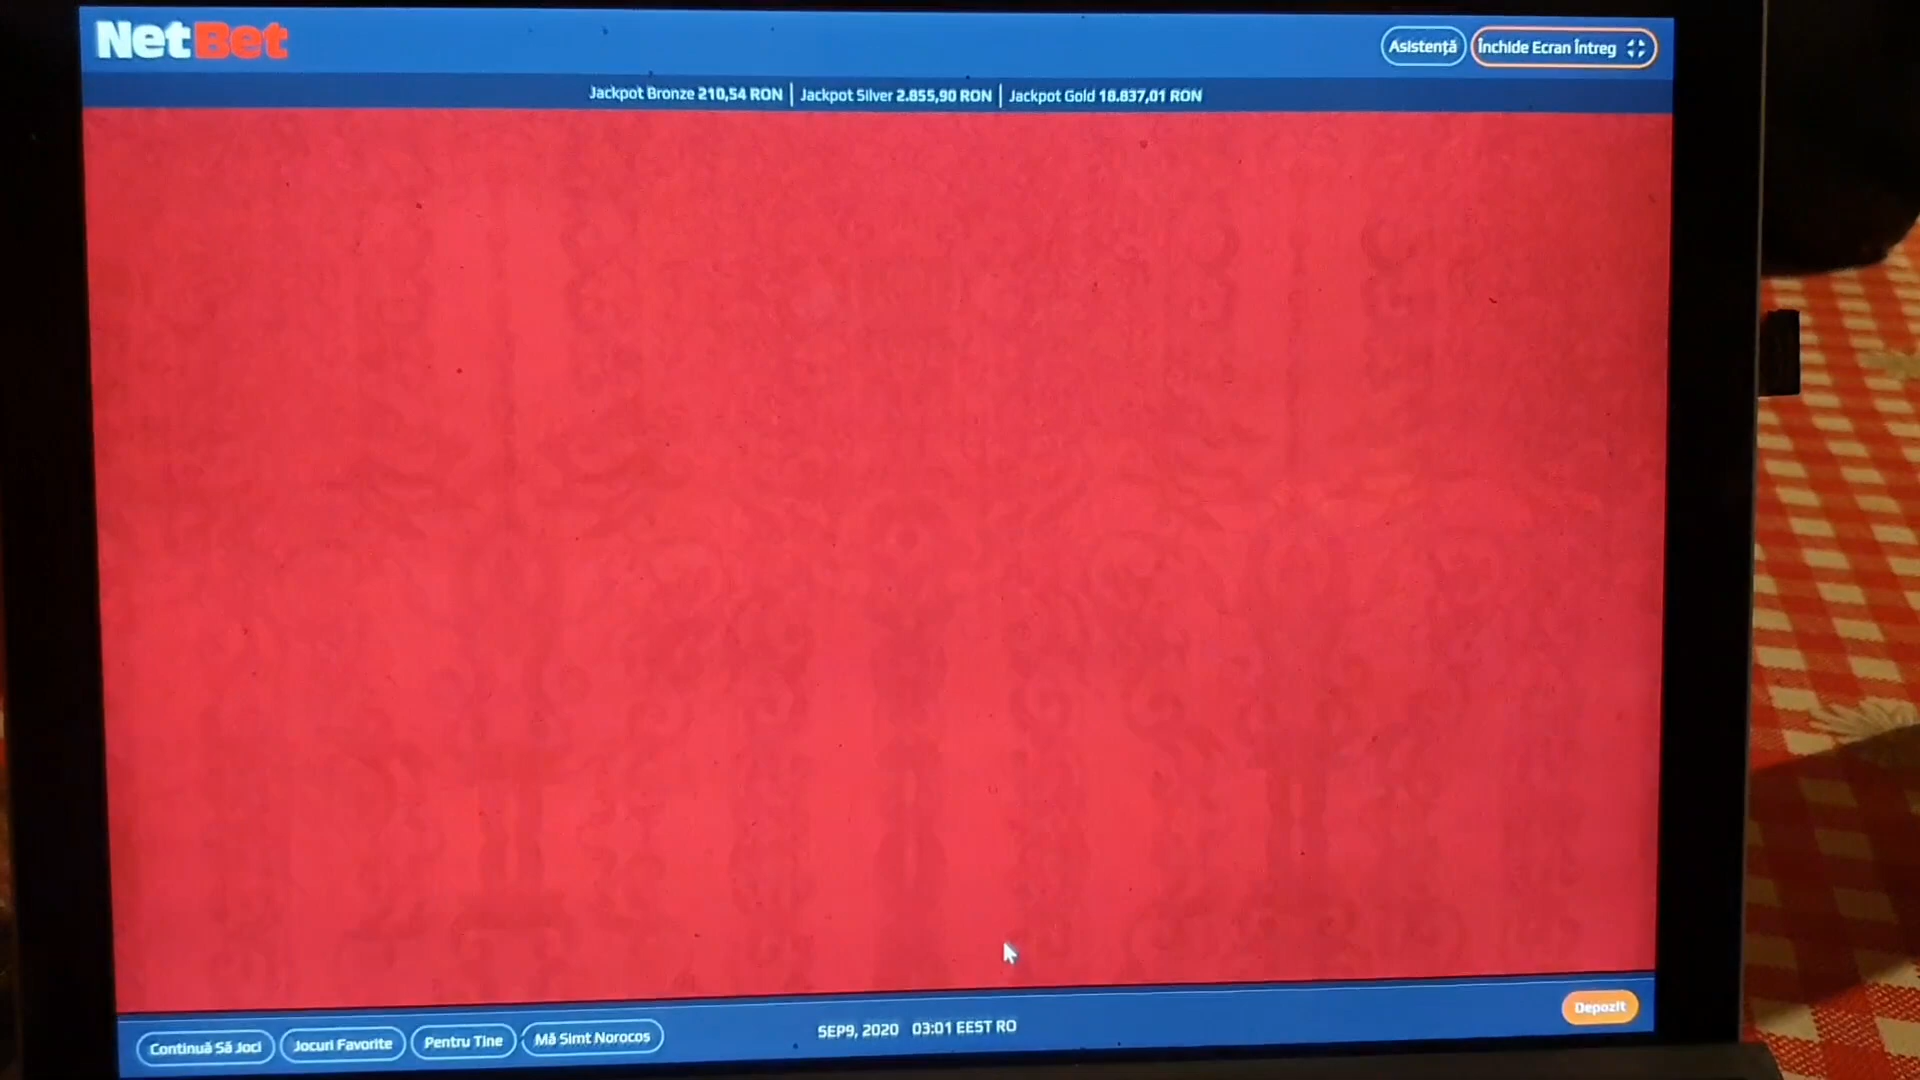 NetBet
Asistență
Închide Ecran Întreg
Jackpot Bronze 210,54 RON | Jackpot Silver 2.855,90 RON | Jackpot Gold 18.837,01 RON
Continuă Să Joci
Jocuri Favorite
Pentru Tine
Mă Simt Norocos
SEP9, 2020 03:01 EEST RO
Depozit